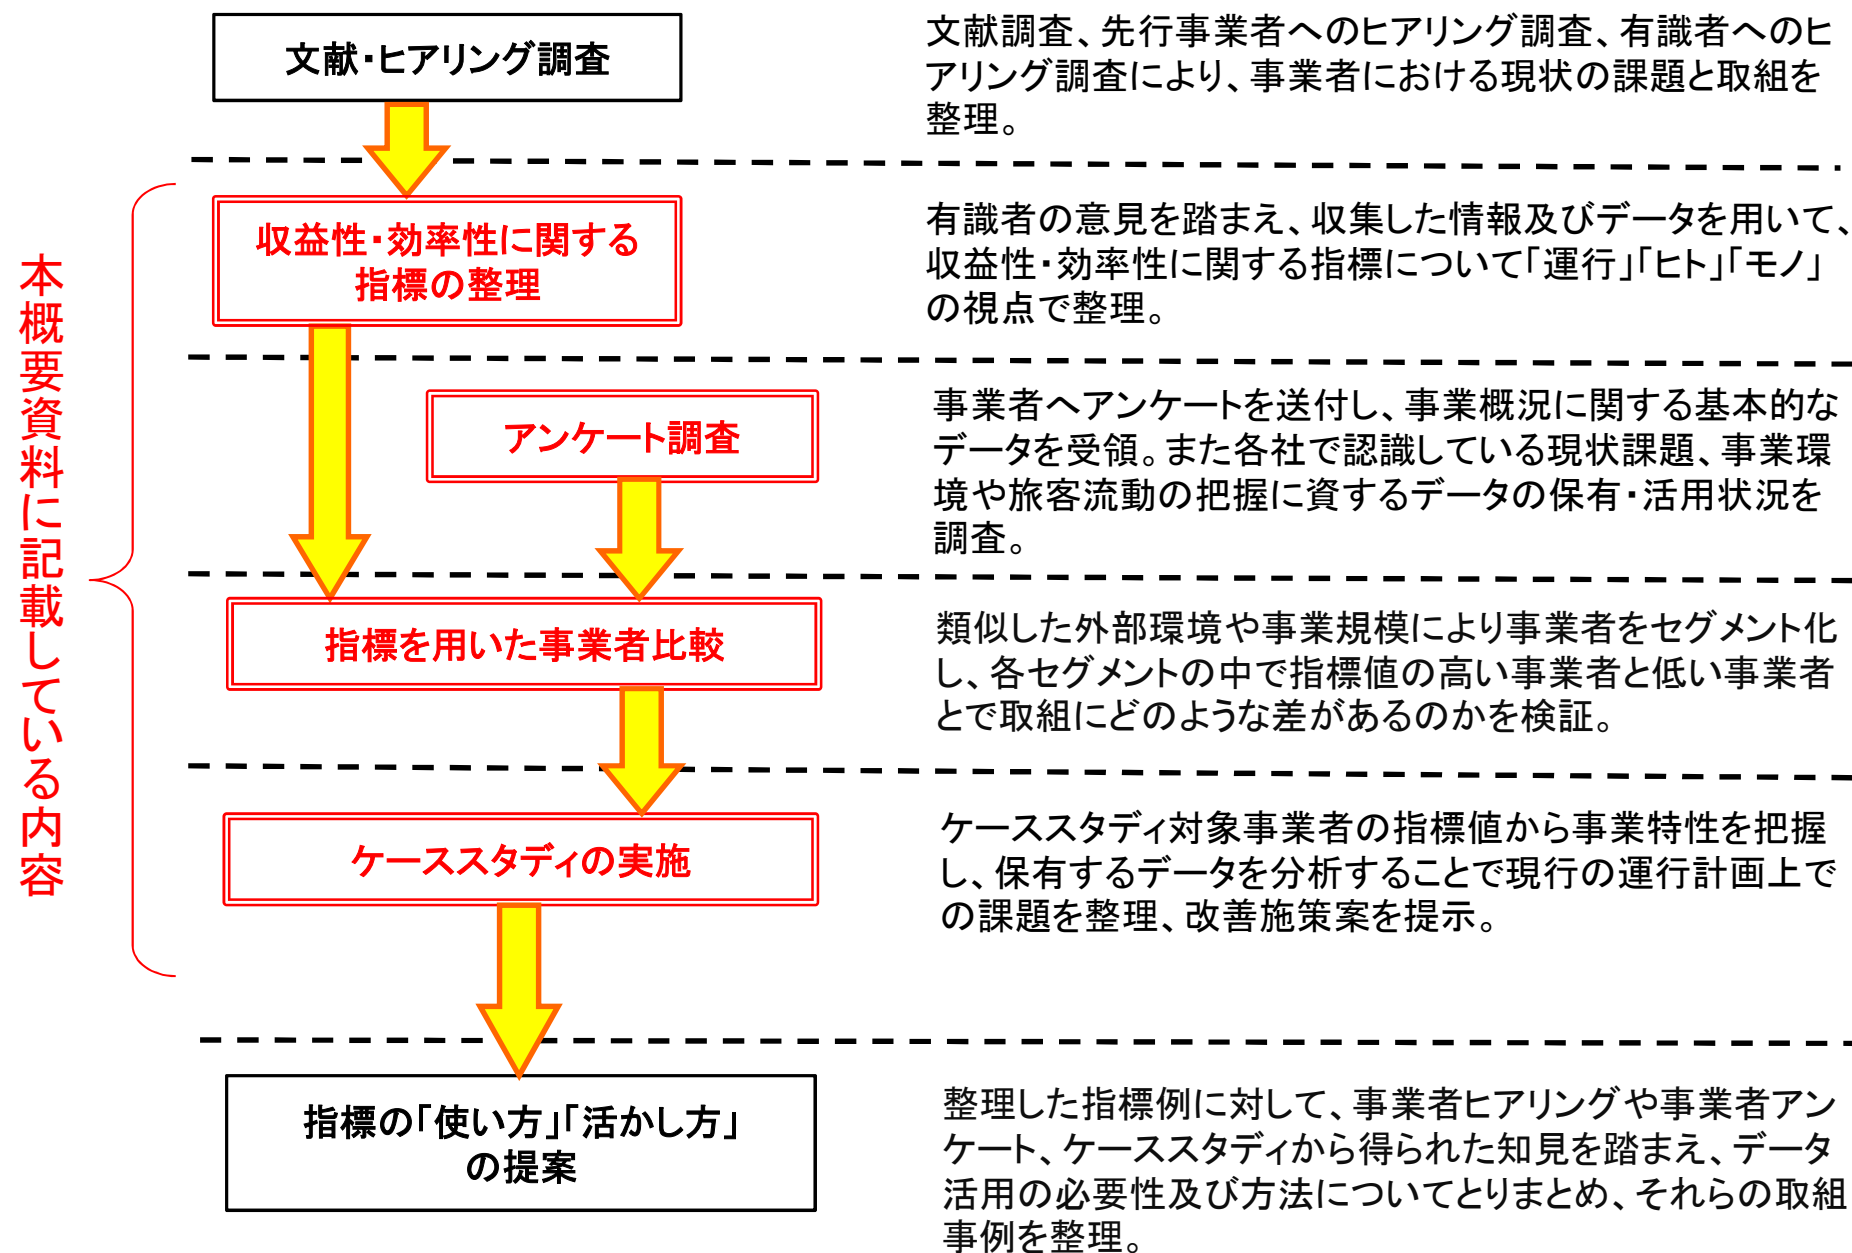 文献・ヒアリング調査
文献調査、先行事業者へのヒアリング調査、有識者へのヒ
アリング調査により、事業者における現状の課題と取組を
整理。
本概要資料に記載している内容
収益性・効率性に関する
指標の整理
有識者の意見を踏まえ、収集した情報及びデータを用いて、
収益性・効率性に関する指標について「運行」「ヒト」「モノ」
の視点で整理。
アンケート調査
事業者へアンケートを送付し、事業概況に関する基本的な
データを受領。また各社で認識している現状課題、事業環
境や旅客流動の把握に資するデータの保有・活用状況を
調査。
指標を用いた事業者比較
類似した外部環境や事業規模により事業者をセグメント化
し、各セグメントの中で指標値の高い事業者と低い事業者
とで取組にどのような差があるのかを検証。
ケーススタディの実施
ケーススタディ対象事業者の指標値から事業特性を把握
し、保有するデータを分析することで現行の運行計画上で
の課題を整理、改善施策案を提示。
指標の「使い方」「活かし方」
の提案
整理した指標例に対して、事業者ヒアリングや事業者アン
ケート、ケーススタディから得られた知見を踏まえ、データ
活用の必要性及び方法についてとりまとめ、それらの取組
事例を整理。